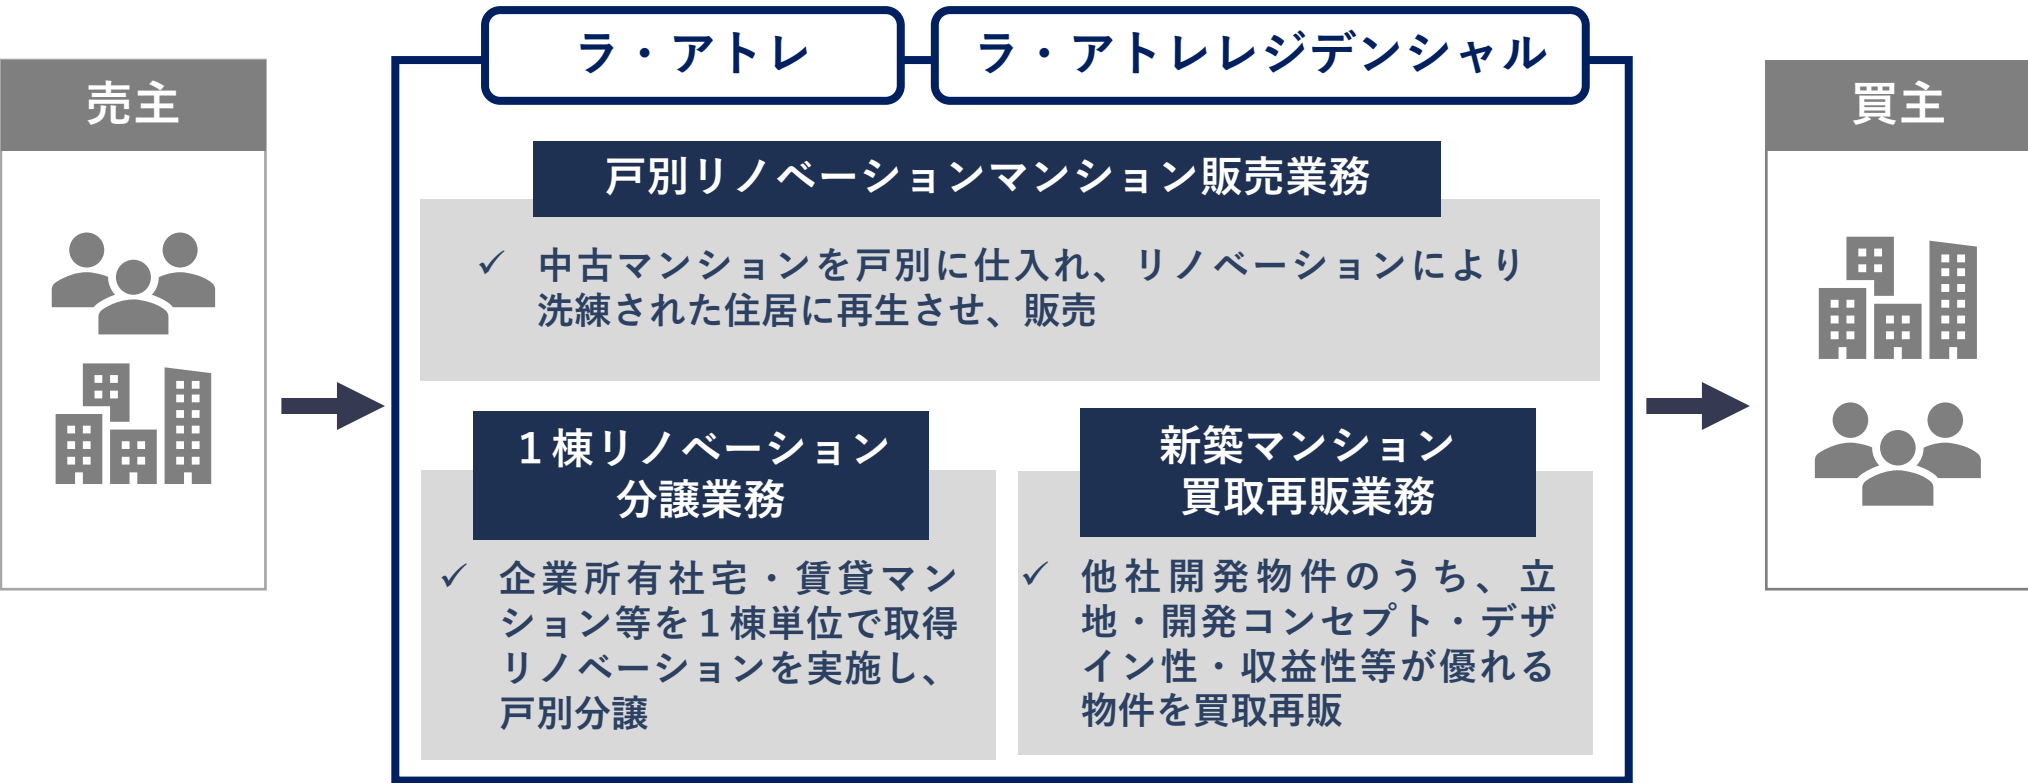 ラ・アトレ
ラ・アトレレジデンシャル
売主
買主
戸別リノベーションマンション販売業務
✓ 中古マンションを戸別に仕入れ、リノベーションにより
洗練された住居に再生させ、販売
１棟リノベーション
分譲業務
✓ 企業所有社宅・賃貸マン
ション等を１棟単位で取得
リノベーションを実施し、
戸別分譲
新築マンション
買取再販業務
✓ 他社開発物件のうち、立
地・開発コンセプト・デザ
イン性・収益性等が優れる
物件を買取再販